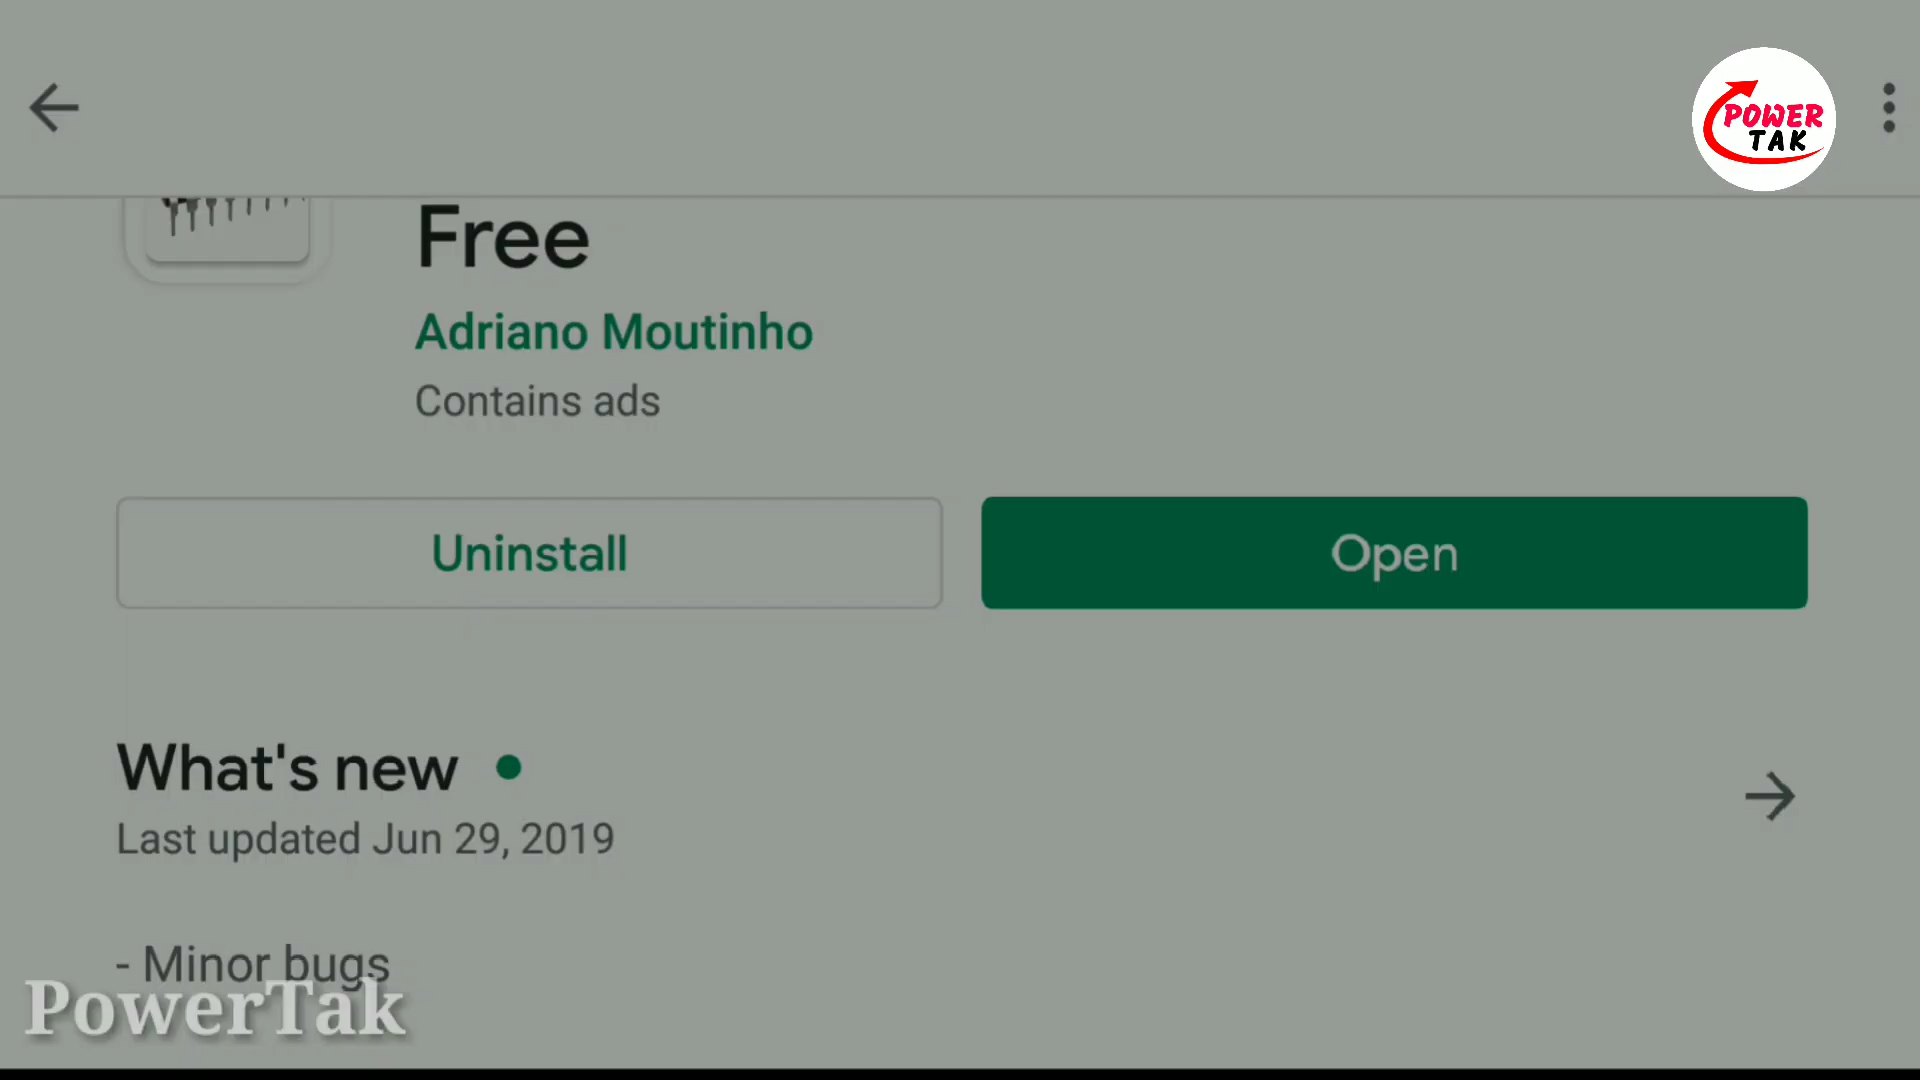 POWER
TAK
Free
Adriano Moutinho
Contains ads
Uninstall
Open
What's new
Last updated Jun 29, 2019
- Minor bugs
PowerTak